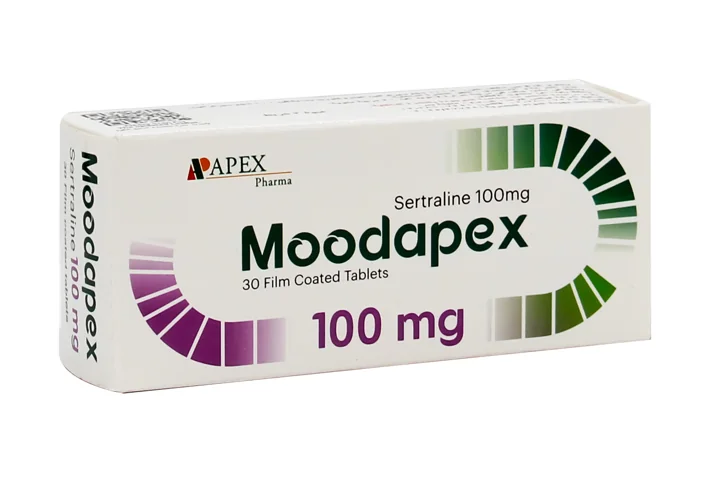 APEX
Pharma
Sertraline 100mg
Moodapex
30 Film Coated Tablets
100 mg
Moodapex
Sertraline 100 mg
30 Film coated tablets